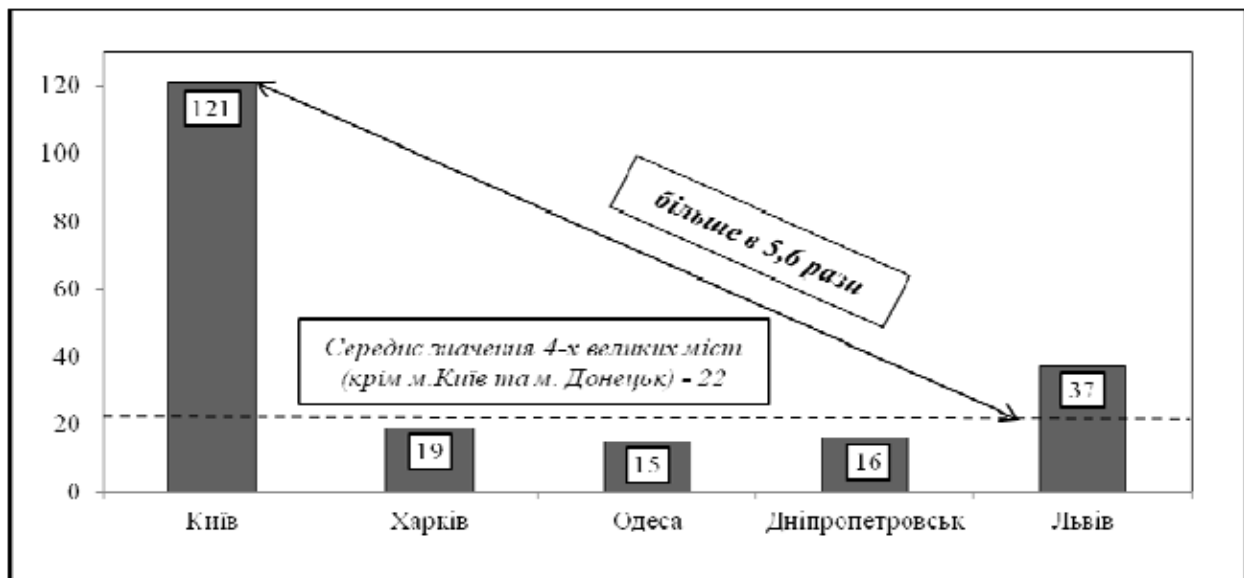 120
100
80
60
40
20
0
121
19
15
16
37
більше в 5,6 рази
Середнє значення 4-х великих міст
(крім м.Київ та м. Донецьк) - 22
Київ
Харків
Одеса
Дніпропетровськ
Львів